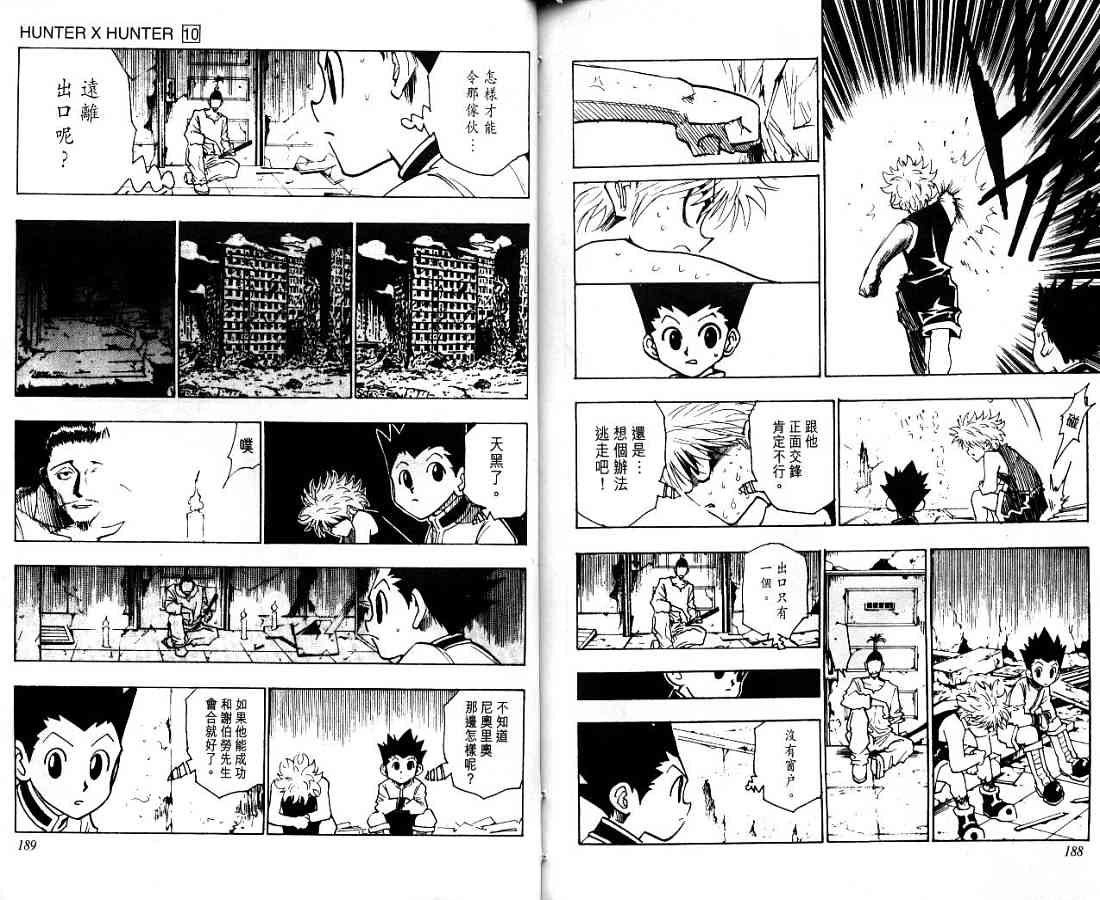 碰
跟他
正面交鋒
肯定不行。
還是…
想個辦法
逃走吧！
出口只有
一個。
沒有窗户。
188
HUNTER X HUNTER 10
怎樣才能
令那傢伙…
遠離
出口呢？
天黑了。
噗
不知道
尼奧里奧
那邊怎樣呢？
如果他能成功
和謝伯勞先生
會合就好了。
189